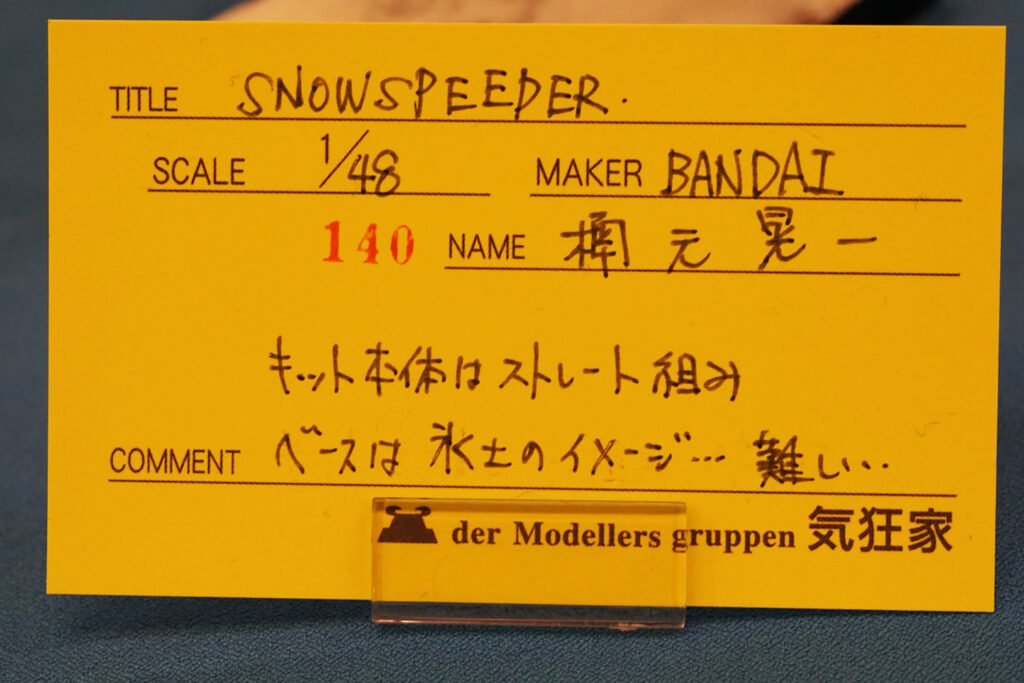 TITLE SNOWSPEEDER.
SCALE 1/48 MAKER BANDAI
140 NAME 元 晃 一
キット本体は ストレート 組み
COMMENT ベースは 氷土のイメージ… 難しい…
der Modellers gruppen 気狂家